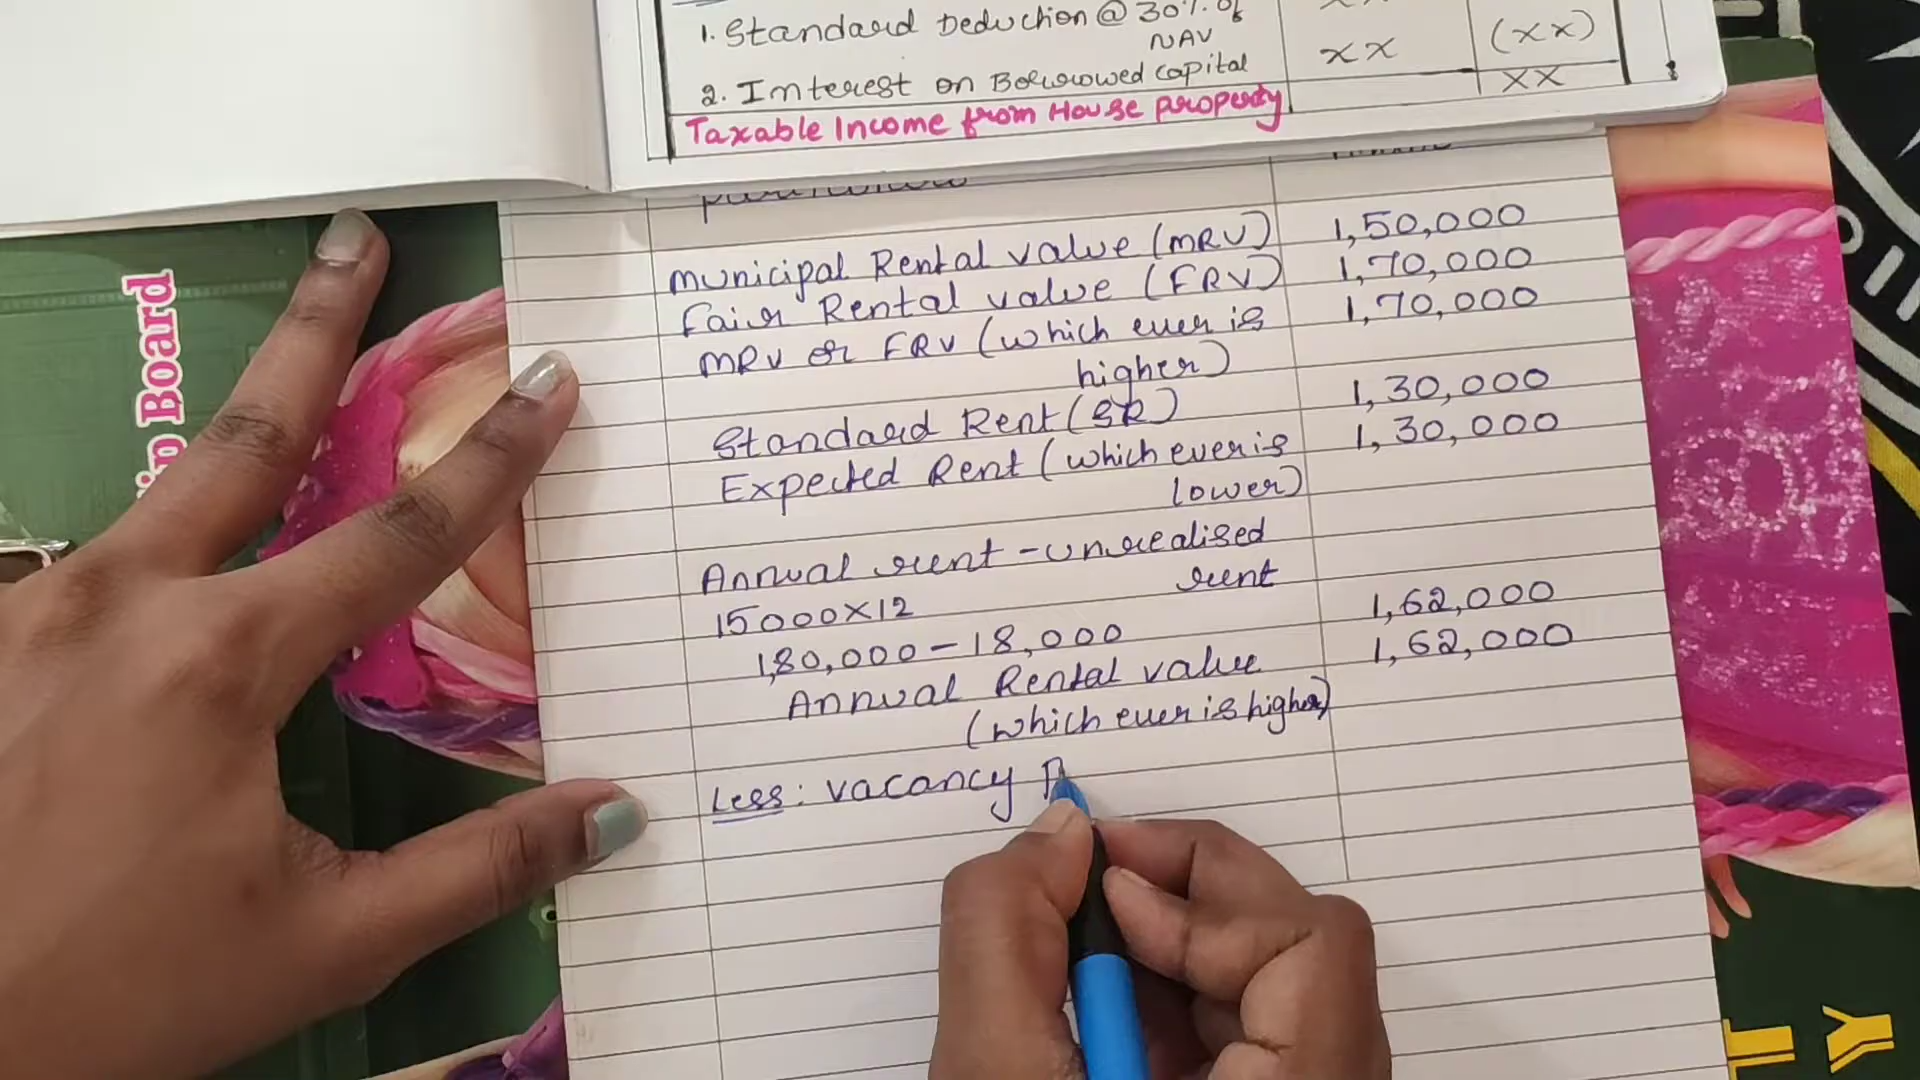 1. Standard Deduction @ 30% of
NAV
2. Interest on Borrowed capital
xx
(xx)
Taxable Income from House property
xx
Municipal Rental value (MRV) 1,50,000
Fair Rental value (FRV) 1,70,000
MRV or FRV (which ever is 1,70,000
higher)
Standard Rent (SR) 1,30,000
Expected Rent (which ever is 1,30,000
lower)
Annual rent - unrealised
rent
15000x12
1,80,000 - 18,000 1,62,000
Annual Rental value 1,62,000
(which ever is higher)
Less: vacancy
Board
T Y